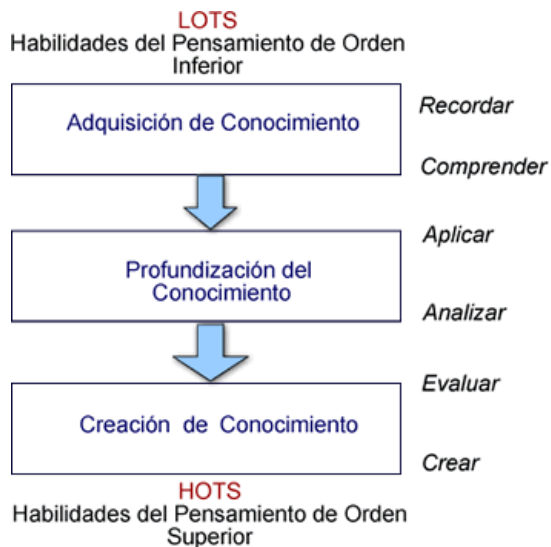 LOTS
Habilidades del Pensamiento de Orden
Inferior
Adquisición de Conocimiento
Recordar
Comprender
Profundización del
Conocimiento
Aplicar
Analizar
Creación de Conocimiento
Evaluar
Crear
HOTS
Habilidades del Pensamiento de Orden
Superior